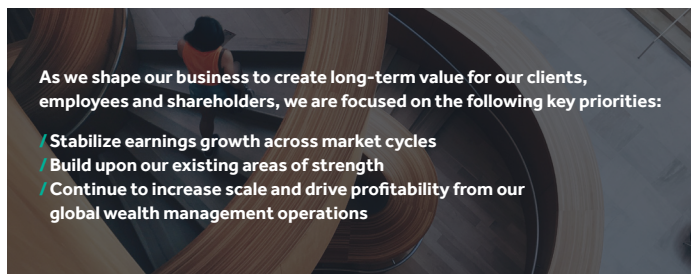 As we shape our business to create long-term value for our clients,
employees and shareholders, we are focused on the following key priorities:
/ Stabilize earnings growth across market cycles
/ Build upon our existing areas of strength
/ Continue to increase scale and drive profitability from our
global wealth management operations